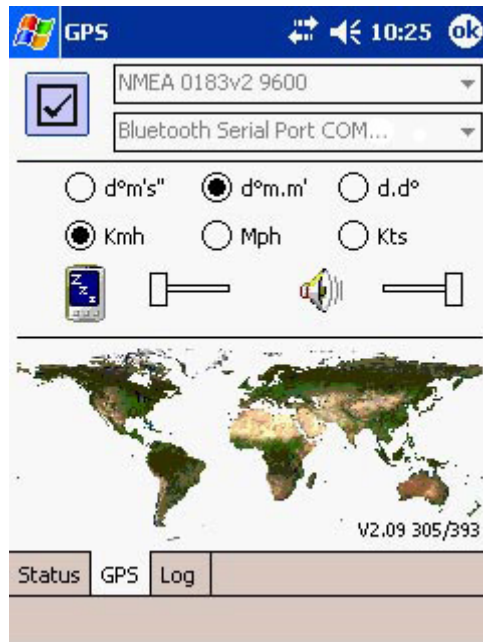 GPS 10:25 ok
NMEA 0183v2 9600
Bluetooth Serial Port COM...
d°m's" d°m.m' d.d°
Kmh Mph Kts
Z z z
V2.09 305/393
Status GPS Log